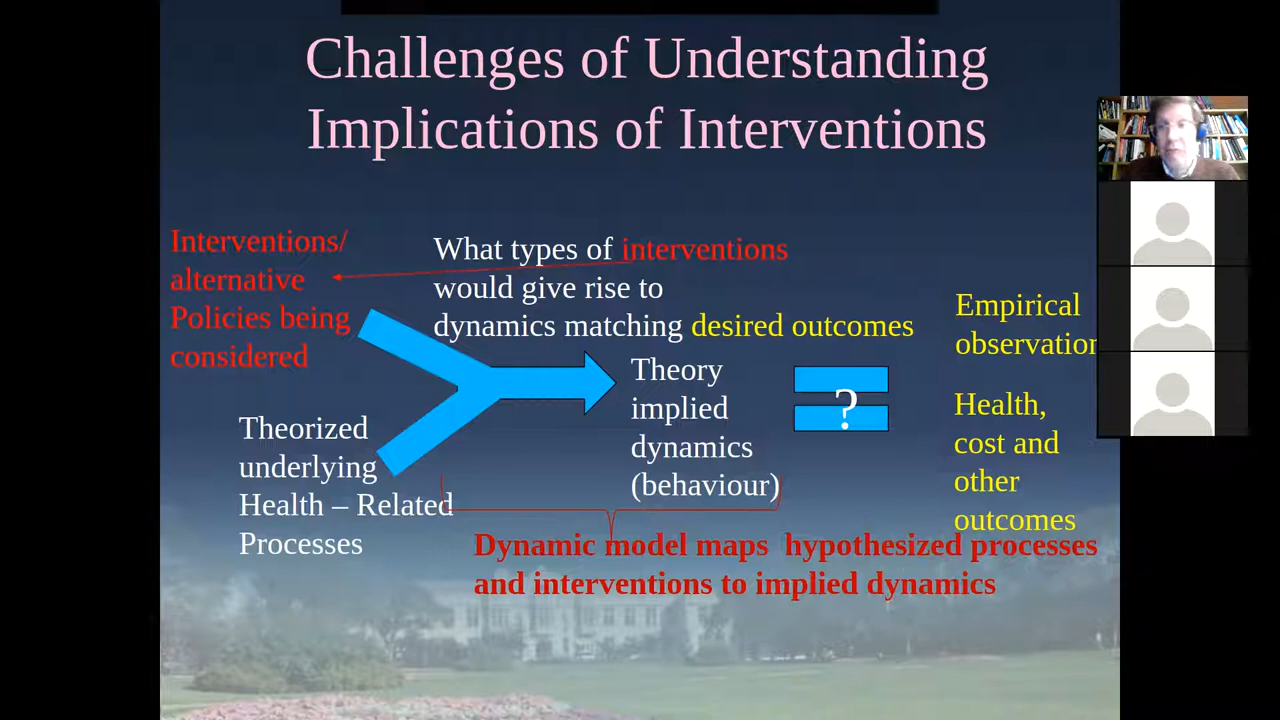 Challenges of Understanding
Implications of Interventions
Interventions/
alternative
Policies being
considered
What types of interventions
would give rise to
dynamics matching desired outcomes
Theorized
underlying
Health – Related
Processes
Theory
implied
dynamics
(behaviour)
?
Empirical
observation
Health,
cost and
other
outcomes
Dynamic model maps hypothesized processes
and interventions to implied dynamics